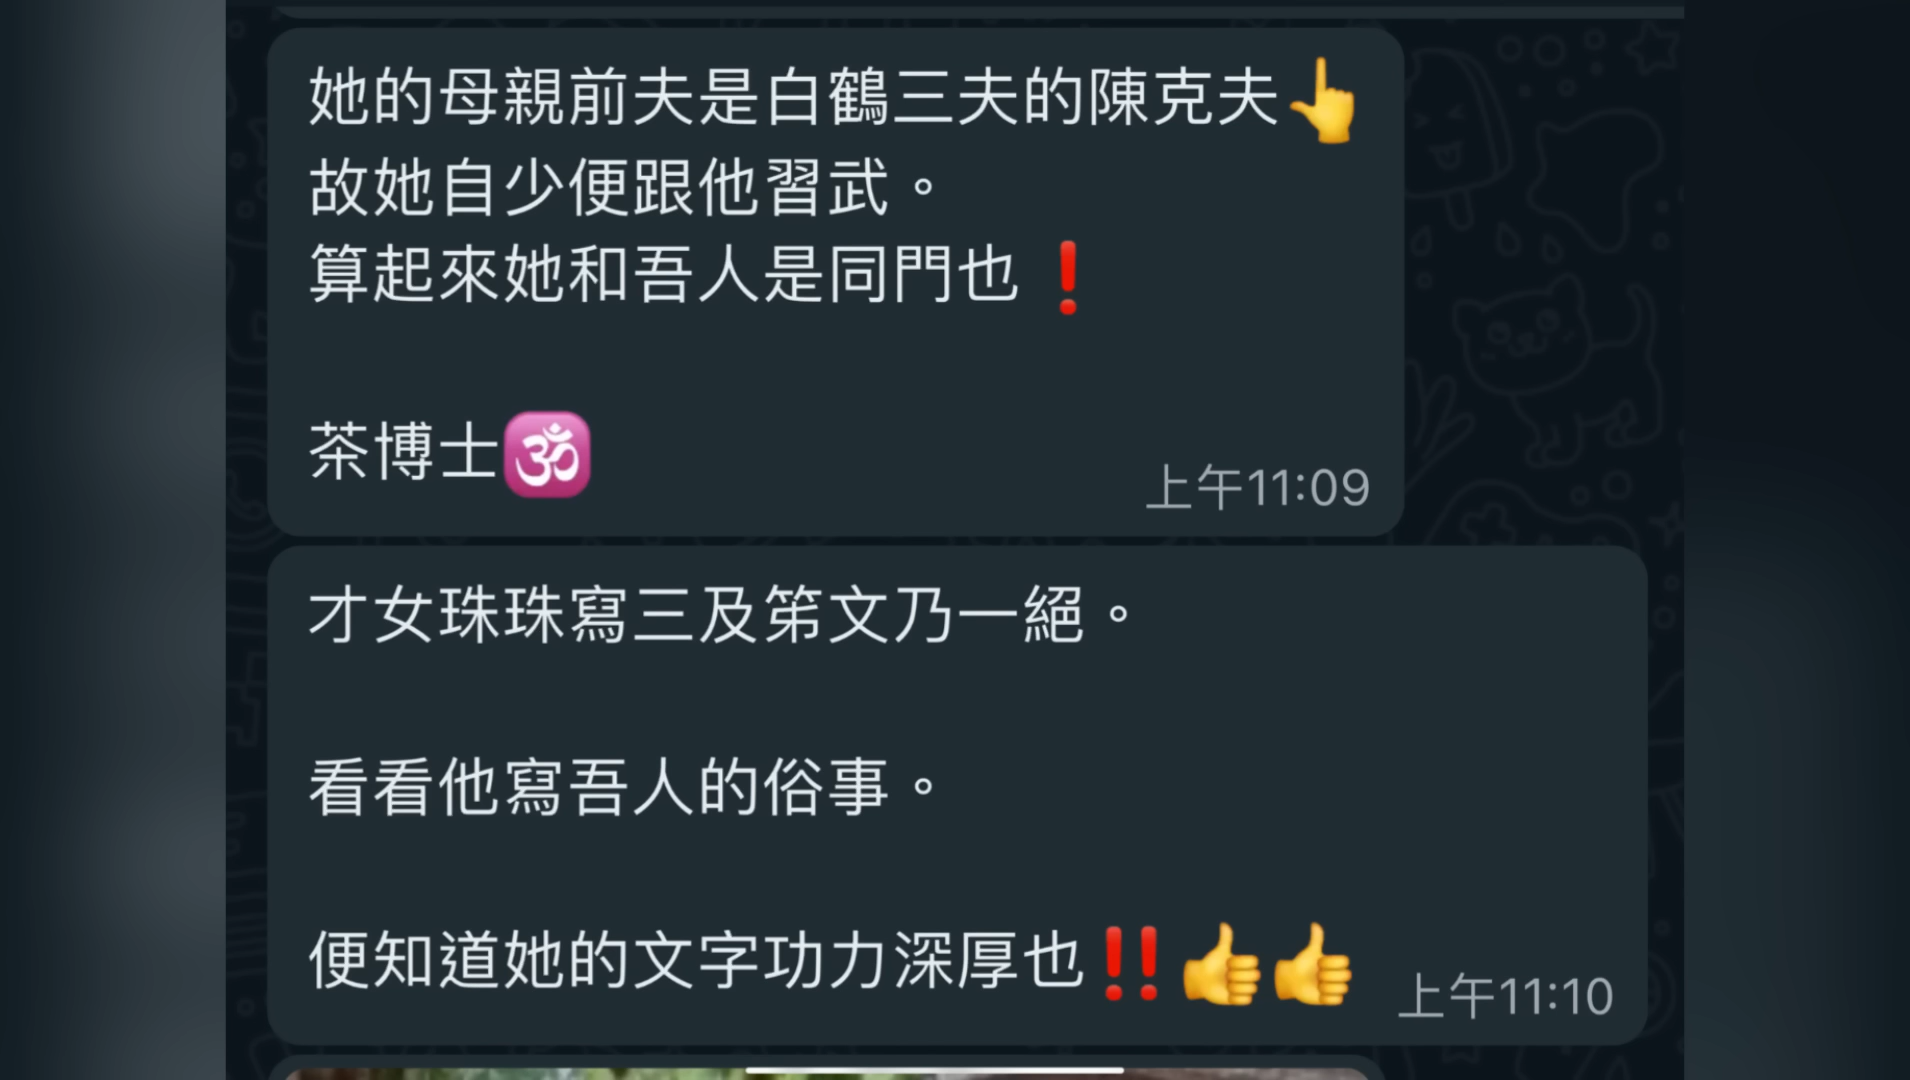 她的母親前夫是白鶴三夫的陳克夫👆
故她自少便跟他習武。
算起來她和吾人是同門也❗
茶博士🕉
上午11:09
才女珠珠寫三及笫文乃一絕。
看看他寫吾人的俗事。
便知道她的文字功力深厚也‼👍👍
上午11:10